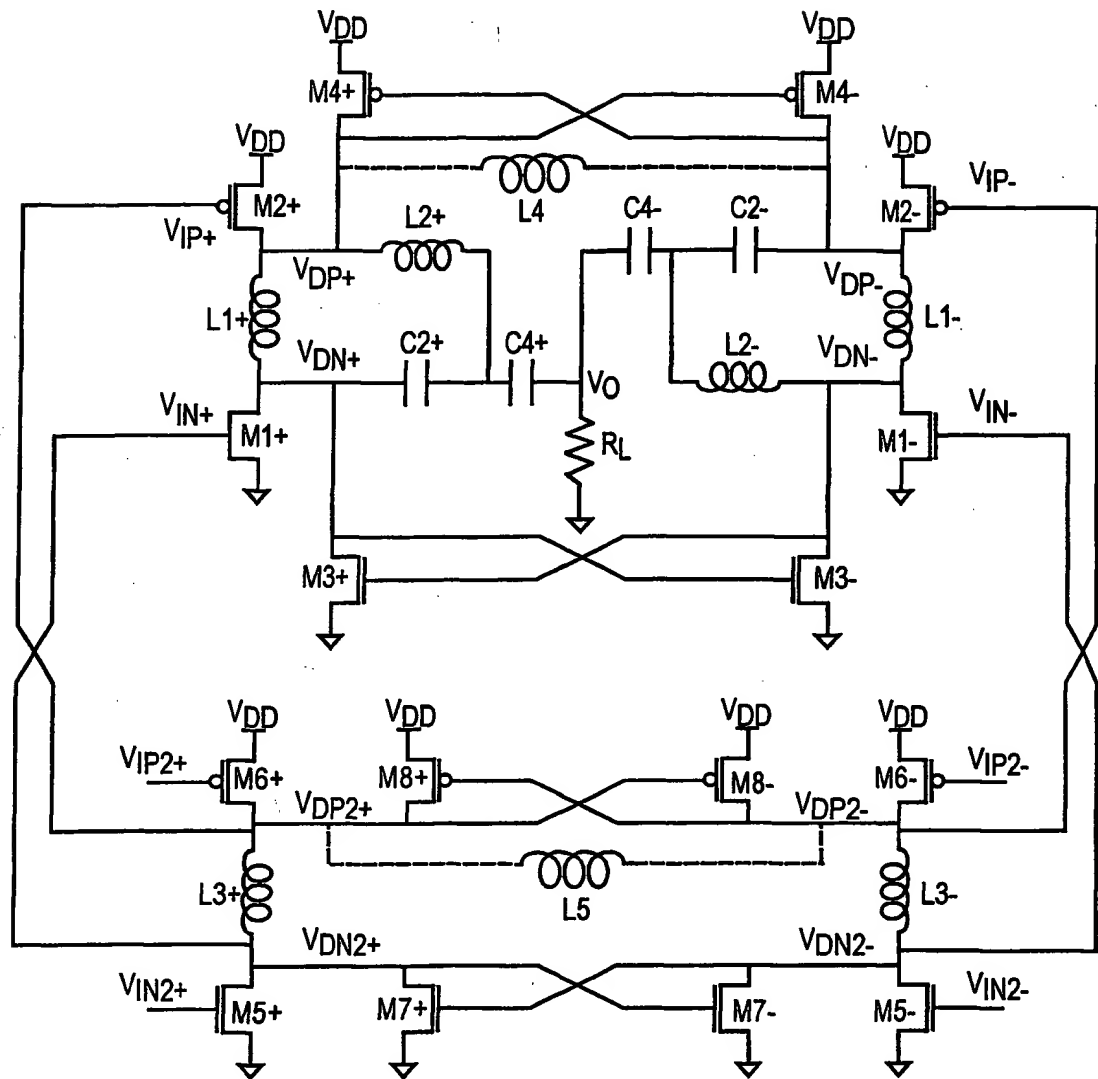 VDD VDD
M4+ M4-
VDD VDD
M2+ L4 M2- VIP-
VIP+ L2+ C4- C2-
VDP+ VDP-
L1+ L1-
VDN+ C2+ C4+ L2- VDN-
VIN+ VO VIN-
M1+ RL M1-
M3+ M3-
VDD VDD VDD VDD
VIP2+ M6+ M8+ M8- M6- VIP2-
VDP2+ VDP2-
L3+ L5 L3-
VDN2+ VDN2-
VIN2+ M5+ M7+ M7- M5- VIN2-